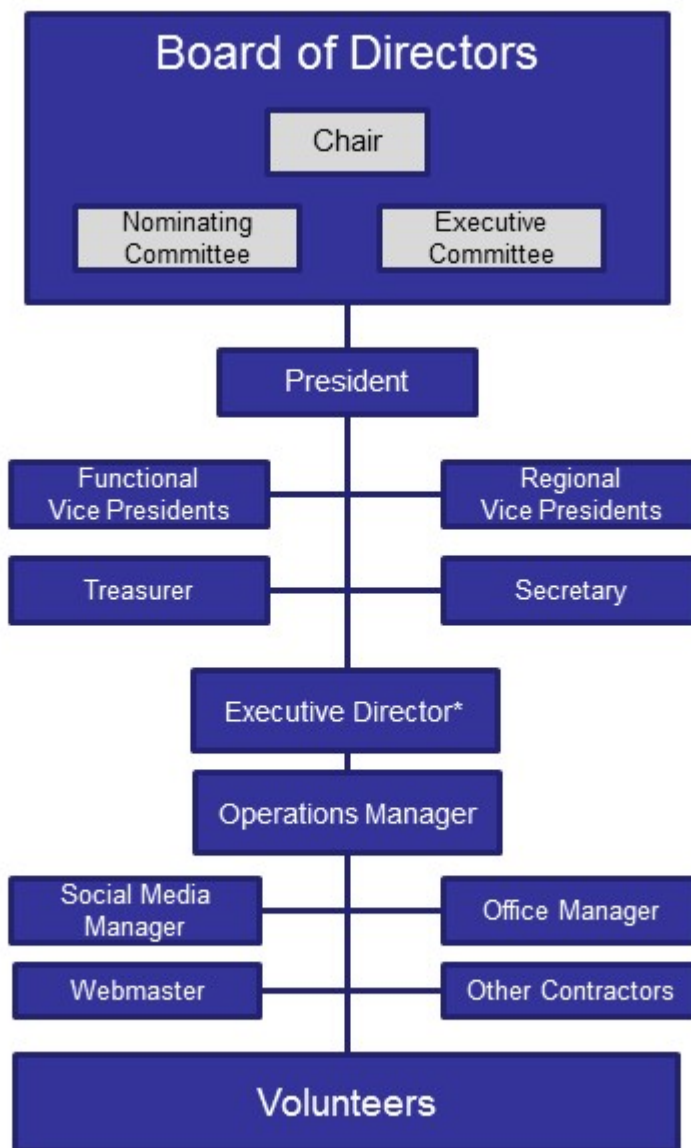 Board of Directors
Chair
Nominating
Committee
Executive
Committee
President
Functional
Vice Presidents
Regional
Vice Presidents
Treasurer
Secretary
Executive Director*
Operations Manager
Social Media
Manager
Office Manager
Webmaster
Other Contractors
Volunteers